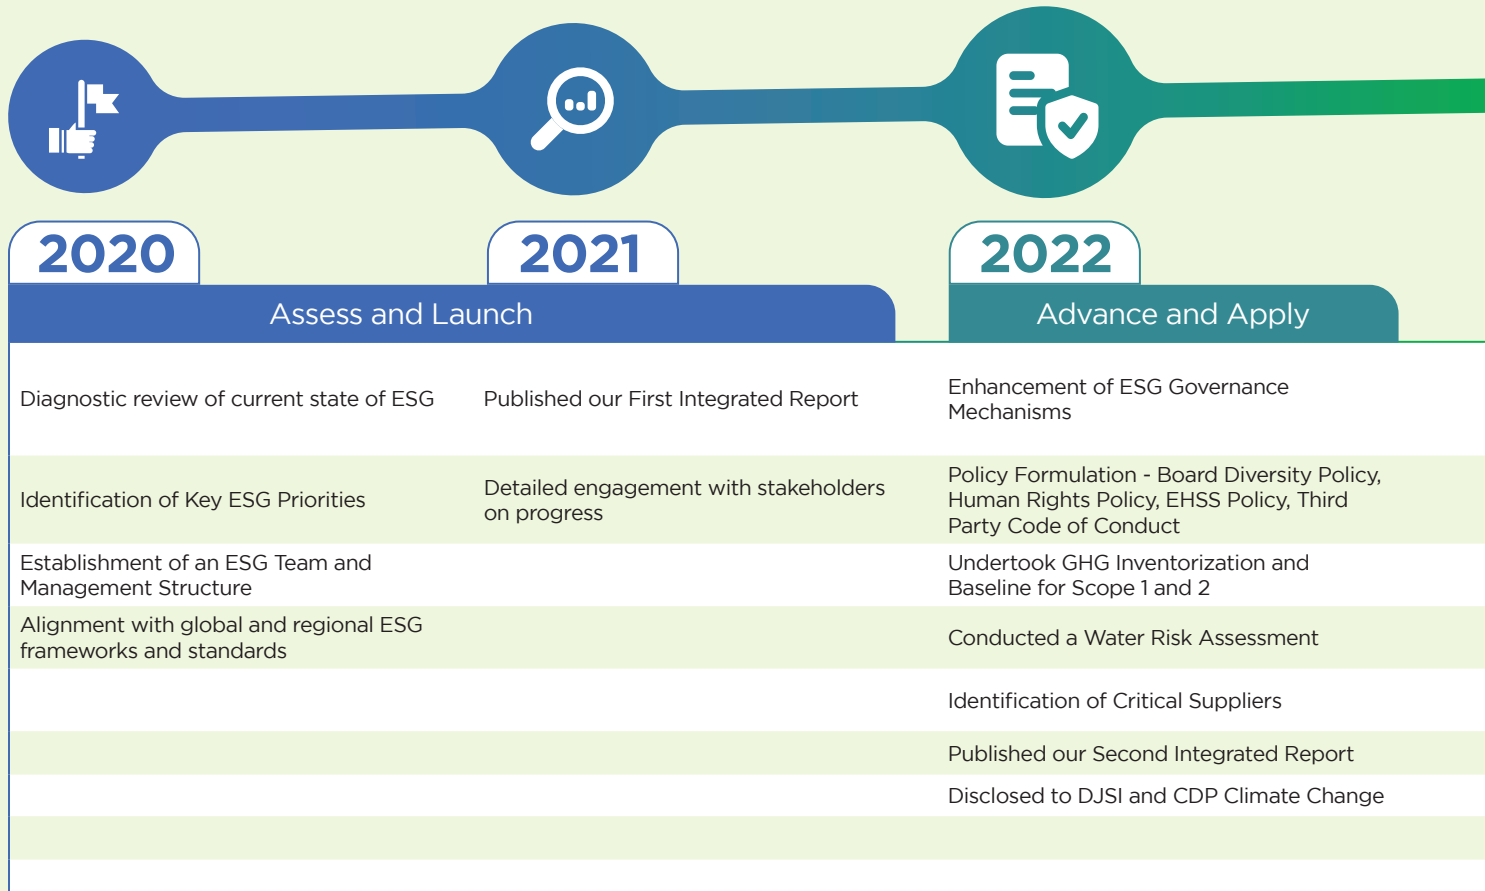 2020
2021
2022
Assess and Launch
Advance and Apply
Diagnostic review of current state of ESG
Published our First Integrated Report
Enhancement of ESG Governance
Mechanisms
Identification of Key ESG Priorities
Detailed engagement with stakeholders
on progress
Policy Formulation - Board Diversity Policy,
Human Rights Policy, EHSS Policy, Third
Party Code of Conduct
Establishment of an ESG Team and
Management Structure
Undertook GHG Inventorization and
Baseline for Scope 1 and 2
Alignment with global and regional ESG
frameworks and standards
Conducted a Water Risk Assessment
Identification of Critical Suppliers
Published our Second Integrated Report
Disclosed to DJSI and CDP Climate Change